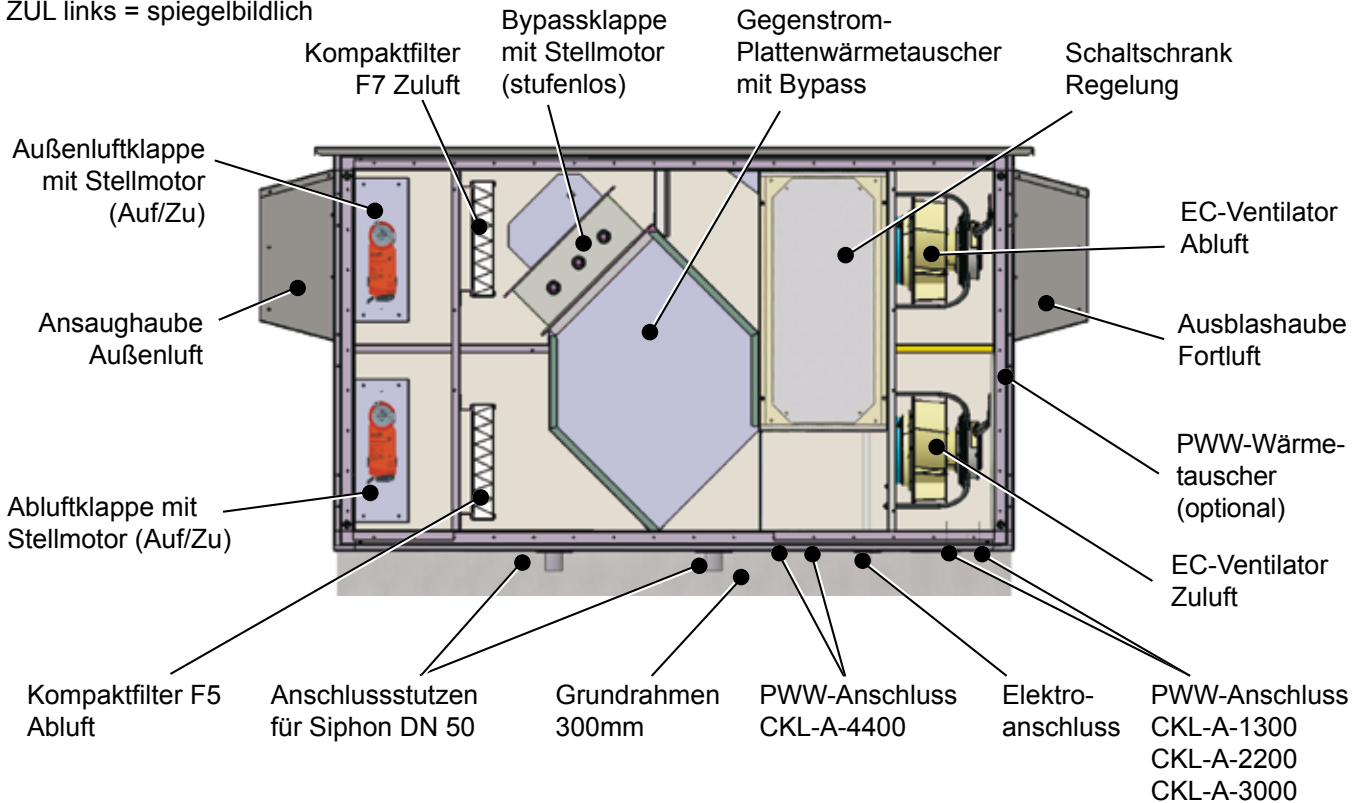 ZUL links = spiegelbildlich
Kompaktfilter
F7 Zuluft
Bypassklappe
mit Stellmotor
(stufenlos)
Gegenstrom-
Plattenwärmetauscher
mit Bypass
Schaltschrank
Regelung
Außenluftklappe
mit Stellmotor
(Auf/Zu)
Ansaughaube
Außenluft
Abluftklappe mit
Stellmotor (Auf/Zu)
EC-Ventilator
Abluft
Ausblashaube
Fortluft
PWW-Wärme-
tauscher
(optional)
EC-Ventilator
Zuluft
Kompaktfilter F5
Abluft
Anschlussstutzen
für Siphon DN 50
Grundrahmen
300mm
PWW-Anschluss
CKL-A-4400
Elektro-
anschluss
PWW-Anschluss
CKL-A-1300
CKL-A-2200
CKL-A-3000